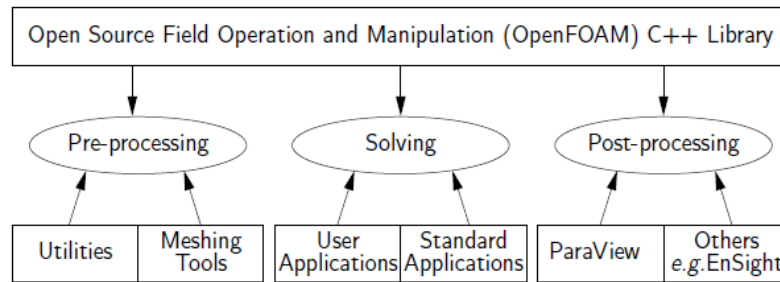 Open Source Field Operation and Manipulation (OpenFOAM) C++ Library
Pre-processing
Solving
Post-processing
Utilities
Meshing
Tools
User
Applications
Standard
Applications
ParaView
Others
e.g.EnSight